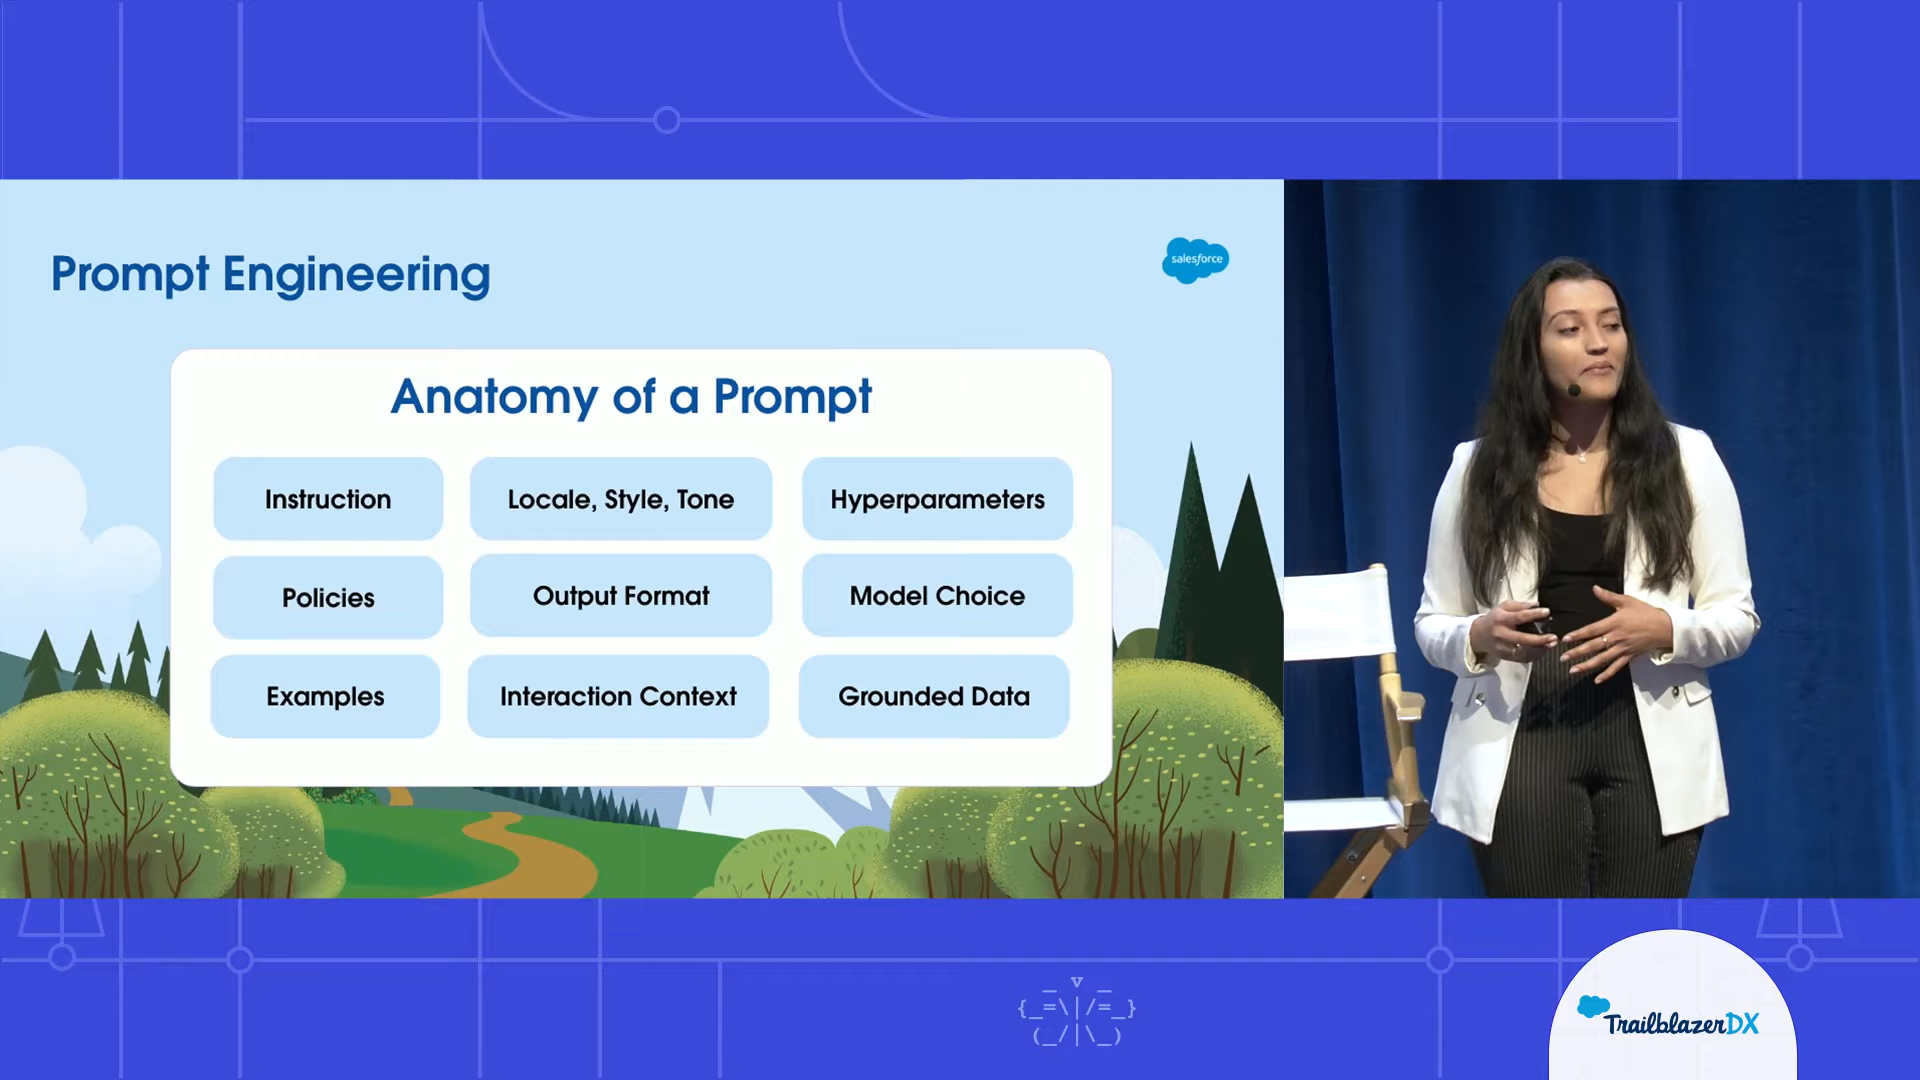 Prompt Engineering
salesforce
Anatomy of a Prompt
Instruction
Locale, Style, Tone
Hyperparameters
Policies
Output Format
Model Choice
Examples
Interaction Context
Grounded Data
TrailblazerDX